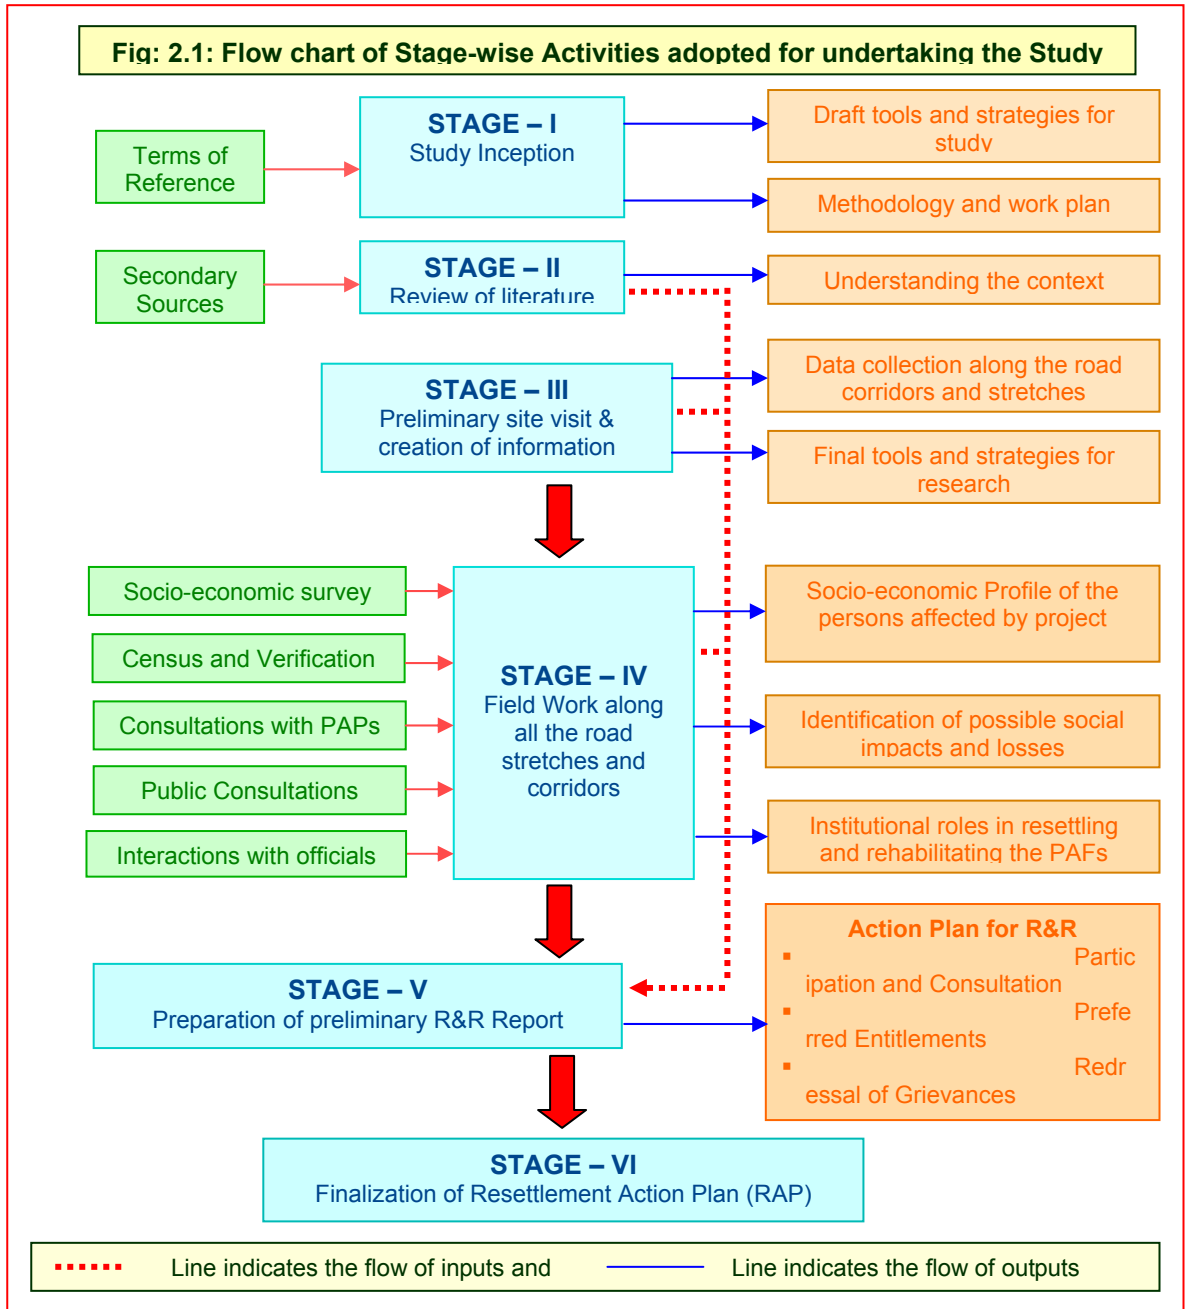 Fig: 2.1: Flow chart of Stage-wise Activities adopted for undertaking the Study
Terms of
Reference
STAGE – I
Study Inception
Draft tools and strategies for
study
Methodology and work plan
Secondary
Sources
STAGE – II
Review of literature
Understanding the context
STAGE – III
Preliminary site visit &
creation of information
Data collection along the road
corridors and stretches
Final tools and strategies for
research
Socio-economic survey
Census and Verification
Consultations with PAPs
Public Consultations
Interactions with officials
STAGE – IV
Field Work along
all the road
stretches and
corridors
Socio-economic Profile of the
persons affected by project
Identification of possible social
impacts and losses
Institutional roles in resettling
and rehabilitating the PAFs
STAGE – V
Preparation of preliminary R&R Report
Action Plan for R&R
▪ Partic
ipation and Consultation
▪ Prefe
rred Entitlements
▪ Redr
essal of Grievances
STAGE – VI
Finalization of Resettlement Action Plan (RAP)
Line indicates the flow of inputs and
Line indicates the flow of outputs